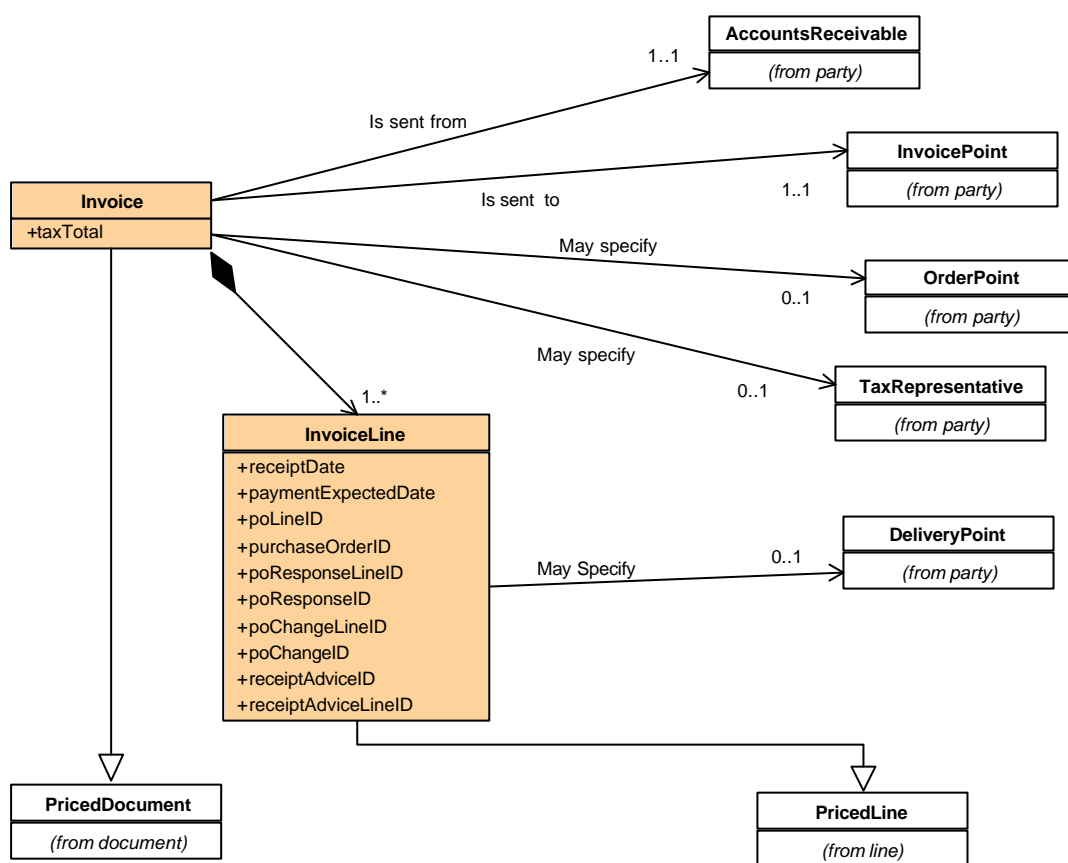 AccountsReceivable
(from party)
1..1
Is sent from
InvoicePoint
(from party)
1..1
Is sent to
Invoice
+taxTotal
May specify
OrderPoint
(from party)
0..1
May specify
TaxRepresentative
(from party)
0..1
1..*
InvoiceLine
+receiptDate
+paymentExpectedDate
+poLineID
+purchaseOrderID
+poResponseLineID
+poResponseID
+poChangeLineID
+poChangeID
+receiptAdviceID
+receiptAdviceLineID
May Specify
0..1
DeliveryPoint
(from party)
PricedDocument
(from document)
PricedLine
(from line)